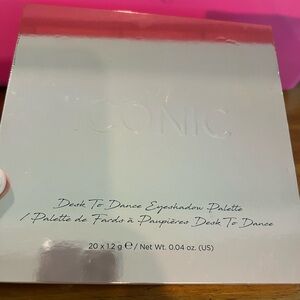 ICONIC
Desk To Dance Eyeshadow Palette
/ Palette de Fards à Paupières Desk To Dance
20 x 1.2 g ℮ / Net Wt. 0.04 oz. (US)